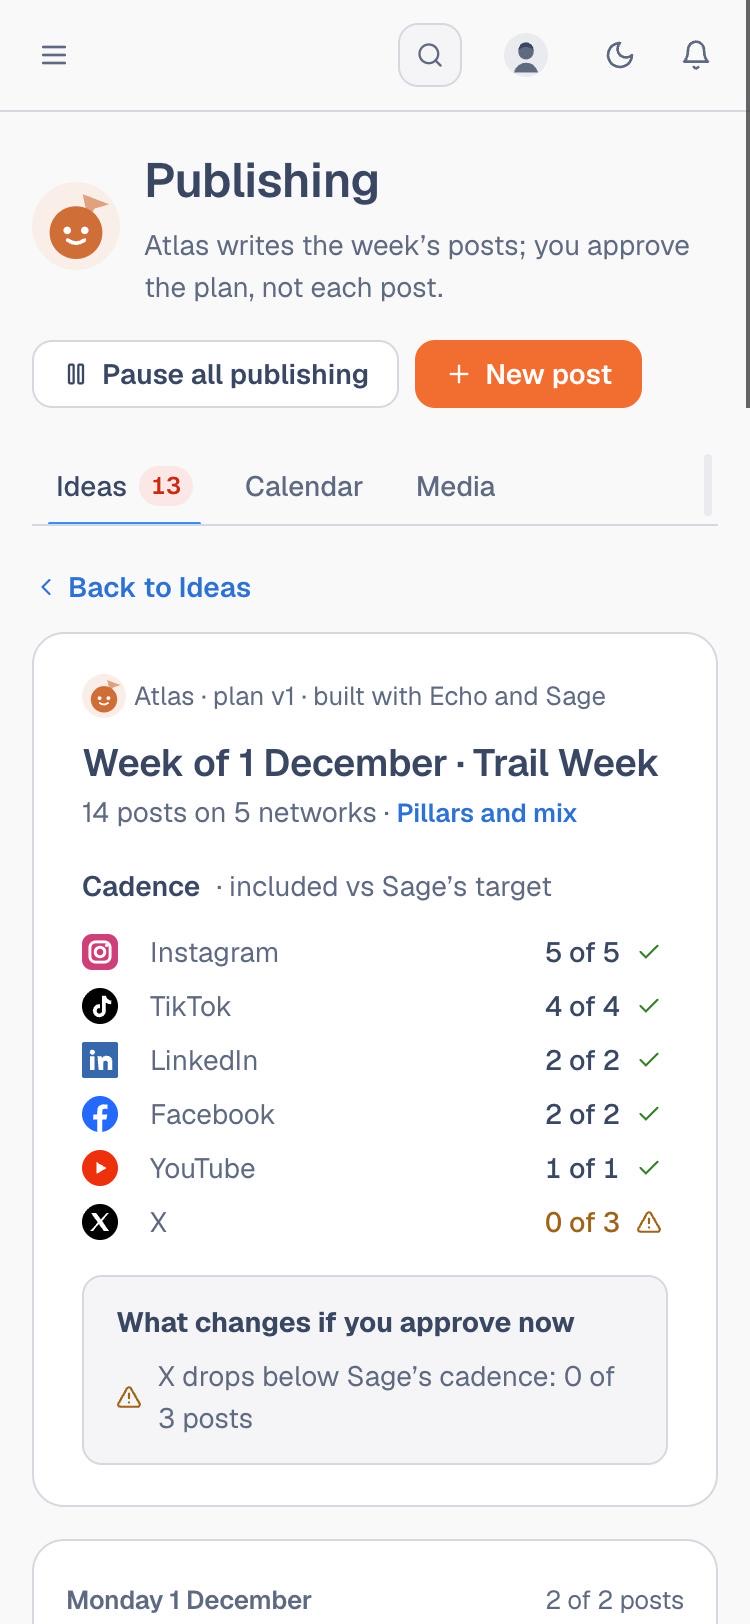 Publishing
Atlas writes the week’s posts; you approve
the plan, not each post.
Pause all publishing
New post
Ideas 13 Calendar Media
Back to Ideas
Atlas · plan v1 · built with Echo and Sage
Week of 1 December · Trail Week
14 posts on 5 networks · Pillars and mix
Cadence · included vs Sage’s target
Instagram 5 of 5
TikTok 4 of 4
LinkedIn 2 of 2
Facebook 2 of 2
YouTube 1 of 1
X 0 of 3
What changes if you approve now
X drops below Sage’s cadence: 0 of
3 posts
Monday 1 December 2 of 2 posts